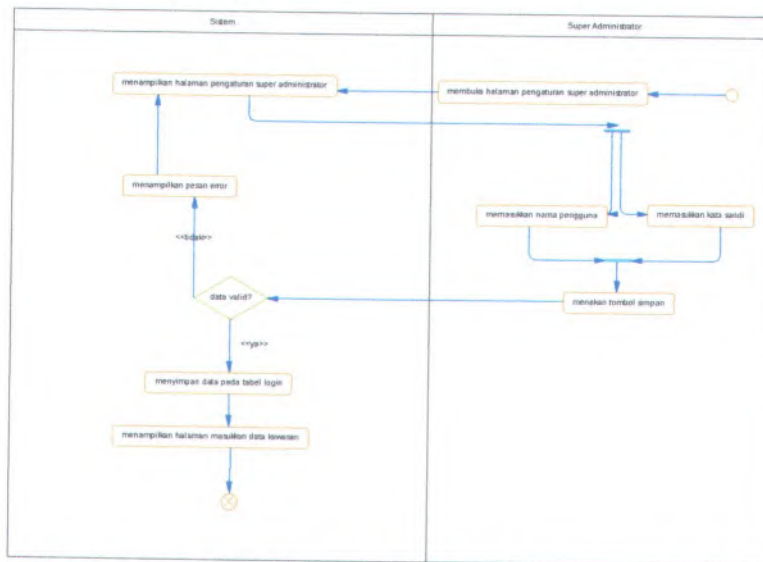 Sistem
Super Administrator
menampilkan halaman pengaturan super administrator
membuka halaman pengaturan super administrator
menampilkan pesan error
memasukkan nama pengguna
memasukkan kata sandi
<<tidak>>
data valid?
menekan tombol simpan
<<ya>>
menyimpan data pada tabel login
menampilkan halaman masukkan data kawasan